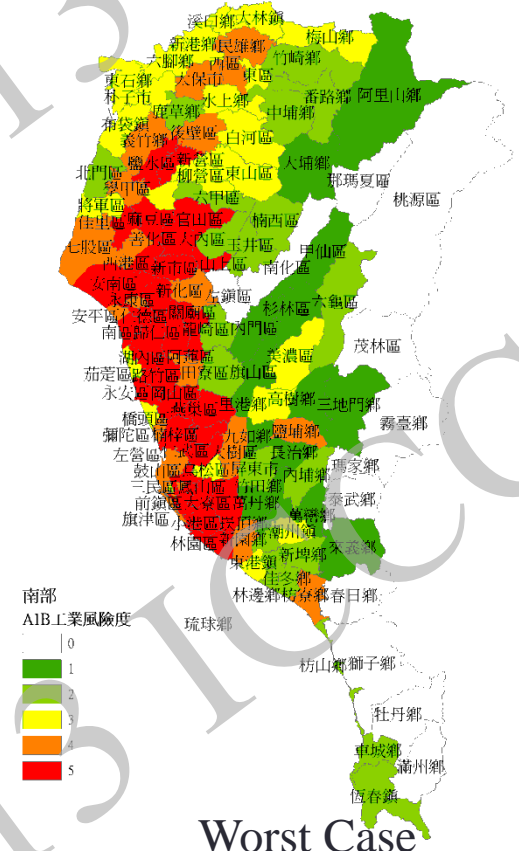 溪口鄉 大林鎮
梅山鄉
新港鄉 民雄鄉
竹崎鄉
六腳鄉 西區
太保市 東區
東石鄉
朴子市 水上鄉 番路鄉 阿里山鄉
鹿草鄉 中埔鄉
布袋鎮
義竹鄉 後壁區 白河區
鹽水區 新營區 大埔鄉
北門區 柳營區 東山區 那瑪夏區
學甲區 六甲區 桃源區
將軍區
佳里區 麻豆區 官田區 楠西區
善化區 大內區 玉井區 甲仙區
七股區
西港區 新市區 山上區 南化區
安南區 新化區 左鎮區 六龜區
永康區 杉林區
安平區 仁德區 關廟區
南區 歸仁區 龍崎區 內門區
湖內區 阿蓮區 美濃區 茂林區
茄萣區 路竹區 田寮區 旗山區
永安區 岡山區
燕巢區 里港鄉 高樹鄉 三地門鄉
橋頭區 霧臺鄉
彌陀區 梓梓區 九如鄉 鹽埔鄉
左營區 仁武區 大樹區 長治鄉
鼓山區 鳥松區 屏東市 內埔鄉 瑪家鄉
三民區 鳳山區 竹田鄉
前鎮區 大寮區 萬丹鄉 泰武鄉
旗津區 萬巒鄉
小港區 崁頂鄉 潮州鎮
林園區 新園鄉 來義鄉
東港鎮 新埤鄉
佳冬鄉
林邊鄉 枋寮鄉 春日鄉
琉球鄉
枋山鄉 獅子鄉
牡丹鄉
車城鄉
滿州鄉
恆春鎮
南部
A1B工業風險度
0
1
2
3
4
5
Worst Case
13 ICC